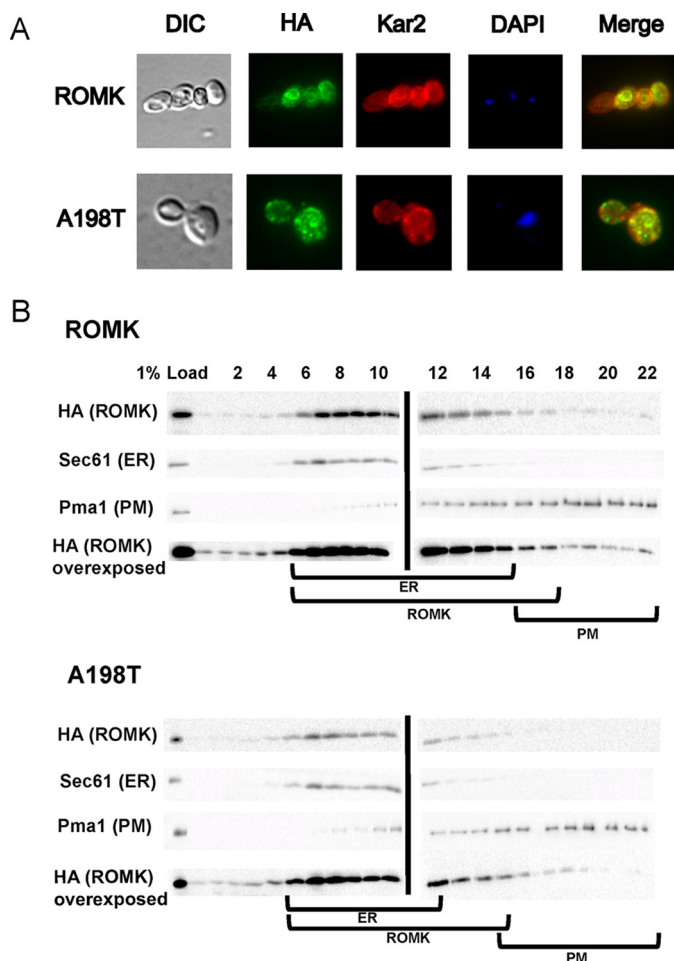 A
DIC HA Kar2 DAPI Merge
ROMK
A198T
B
ROMK
1% Load 2 4 6 8 10 12 14 16 18 20 22
HA (ROMK)
Sec61 (ER)
Pma1 (PM)
HA (ROMK)
overexposed
ER
ROMK
PM
A198T
HA (ROMK)
Sec61 (ER)
Pma1 (PM)
HA (ROMK)
overexposed
ER
ROMK
PM